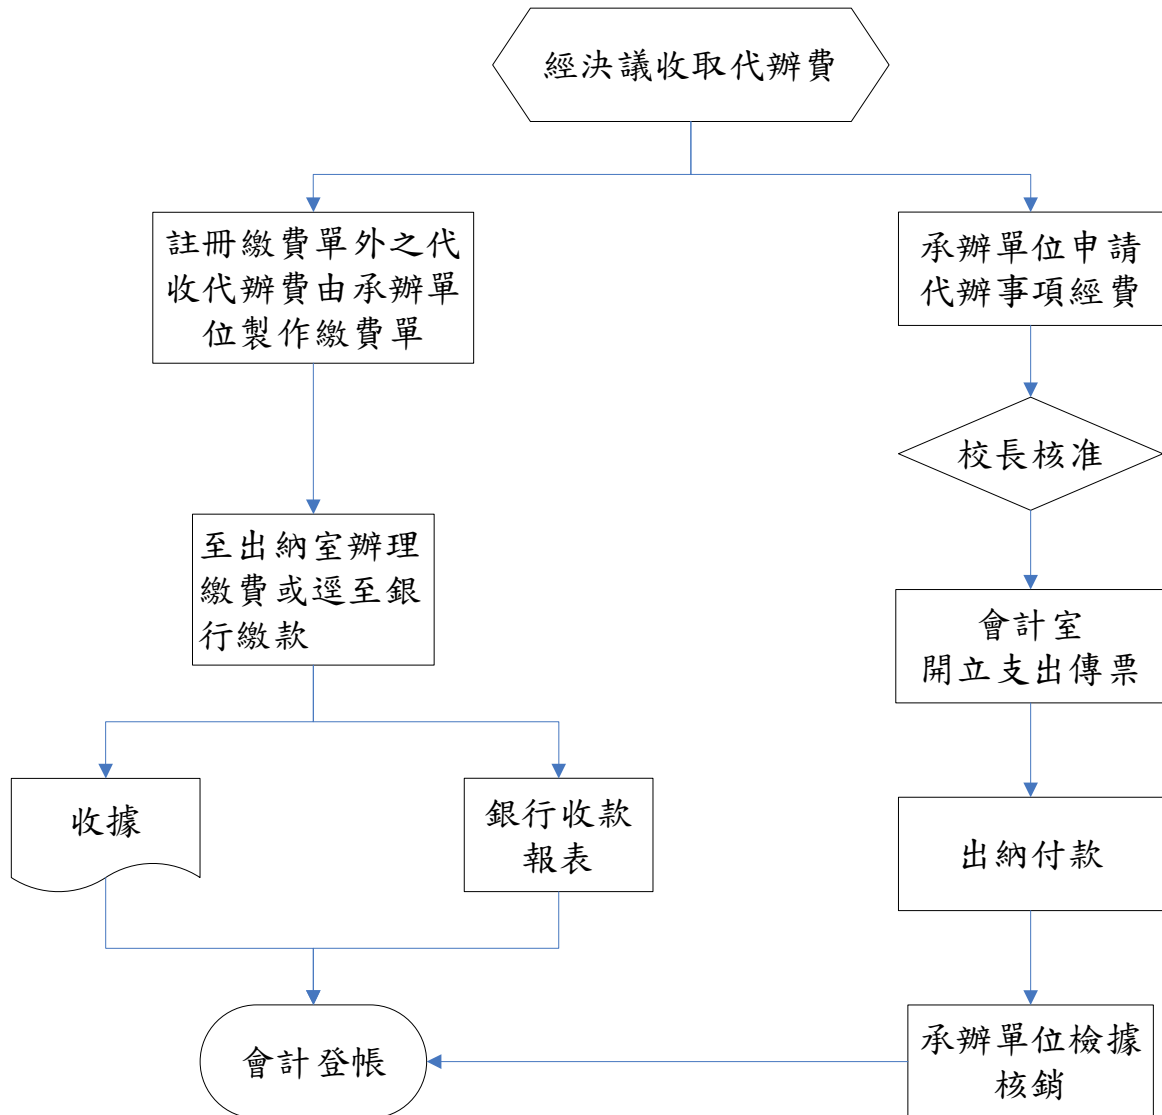 經決議收取代辦費
註冊繳費單外之代
收代辦費由承辦單
位製作繳費單
承辦單位申請
代辦事項經費
校長核准
至出納室辦理
繳費或逕至銀
行繳款
會計室
開立支出傳票
收據
銀行收款
報表
出納付款
會計登帳
承辦單位檢據
核銷